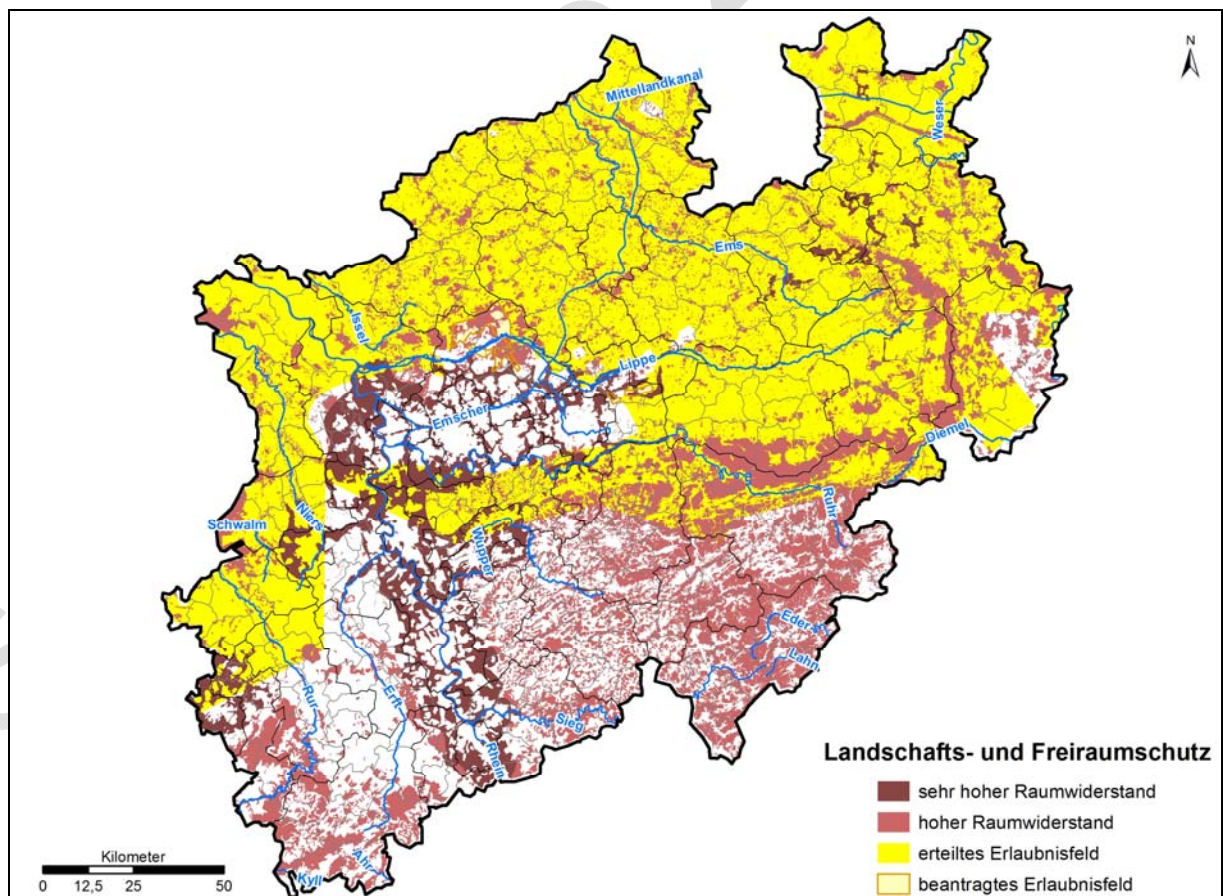 N
Mittellandkanal
Weser
Ems
Issel
Lippe
Emscher
Diemel
Ruhr
Niers
Schwalm
Wupper
Eder
Lahn
Rur
Erft
Sieg
Rhein
Ahr
Kyll
Landschafts- und Freiraumschutz
sehr hoher Raumwiderstand
hoher Raumwiderstand
erteiltes Erlaubnisfeld
beantragtes Erlaubnisfeld
Kilometer
0 12,5 25 50